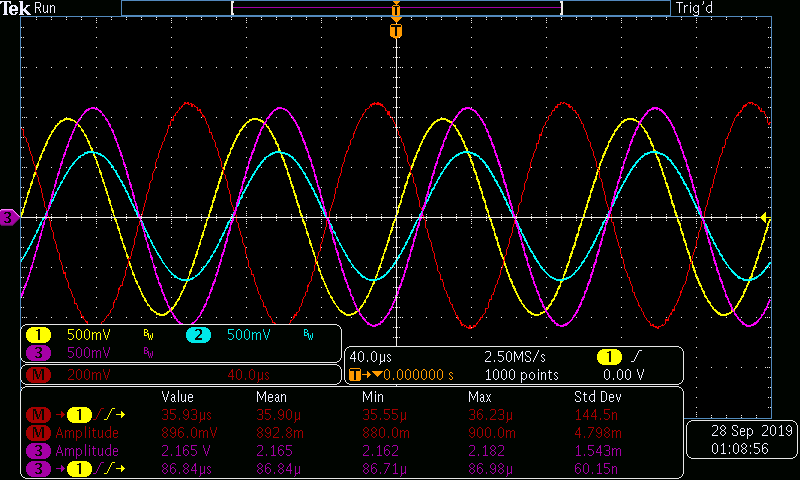 Tek Run Trig'd
T
T
3
1 500mV BW 2 500mV BW
3 500mV BW
M 200mV 40.0µs
40.0µs 2.50MS/s 1 0.00 V
T 0.000000 s 1000 points
Value Mean Min Max Std Dev
M 1 35.93µs 35.90µ 35.55µ 36.23µ 144.5n
M Amplitude 896.0mV 892.8m 880.0m 900.0m 4.798m
3 Amplitude 2.165 V 2.165 2.162 2.182 1.543m
3 1 86.84µs 86.84µ 86.71µ 86.98µ 60.15n
28 Sep 2019
01:08:56